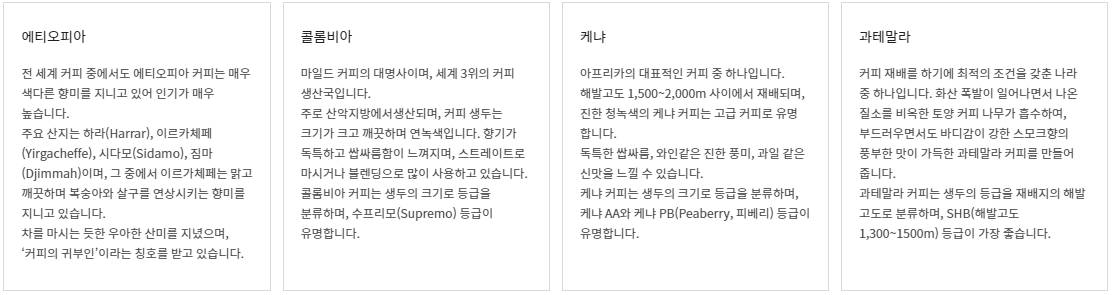 에티오피아
전 세계 커피 중에서도 에티오피아 커피는 매우
색다른 향미를 지니고 있어 인기가 매우
높습니다.
주요 산지는 하라(Harrar), 이르카체페
(Yirgacheffe), 시다모(Sidamo), 짐마
(Djimmah)이며, 그 중에서 이르가체페는 맑고
깨끗하며 복숭아와 살구를 연상시키는 향미를
지니고 있습니다.
차를 마시는 듯한 우아한 산미를 지녔으며,
‘커피의 귀부인’이라는 칭호를 받고 있습니다.
콜롬비아
마일드 커피의 대명사이며, 세계 3위의 커피
생산국입니다.
주로 산악지방에서생산되며, 커피 생두는
크기가 크고 깨끗하며 연녹색입니다. 향기가
독특하고 쌉싸름함이 느껴지며, 스트레이트로
마시거나 블렌딩으로 많이 사용하고 있습니다.
콜롬비아 커피는 생두의 크기로 등급을
분류하며, 수프리모(Supremo) 등급이
유명합니다.
케냐
아프리카의 대표적인 커피 중 하나입니다.
해발고도 1,500~2,000m 사이에서 재배되며,
진한 청녹색의 케냐 커피는 고급 커피로 유명
합니다.
독특한 쌉싸름, 와인같은 진한 풍미, 과일 같은
신맛을 느낄 수 있습니다.
케냐 커피는 생두의 크기로 등급을 분류하며,
케냐 AA와 케냐 PB(Peaberry, 피베리) 등급이
유명합니다.
과테말라
커피 재배를 하기에 최적의 조건을 갖춘 나라
중 하나입니다. 화산 폭발이 일어나면서 나온
질소를 비옥한 토양 커피 나무가 흡수하여,
부드러우면서도 바디감이 강한 스모크향의
풍부한 맛이 가득한 과테말라 커피를 만들어
줍니다.
과테말라 커피는 생두의 등급을 재배지의 해발
고도로 분류하며, SHB(해발고도
1,300~1500m) 등급이 가장 좋습니다.